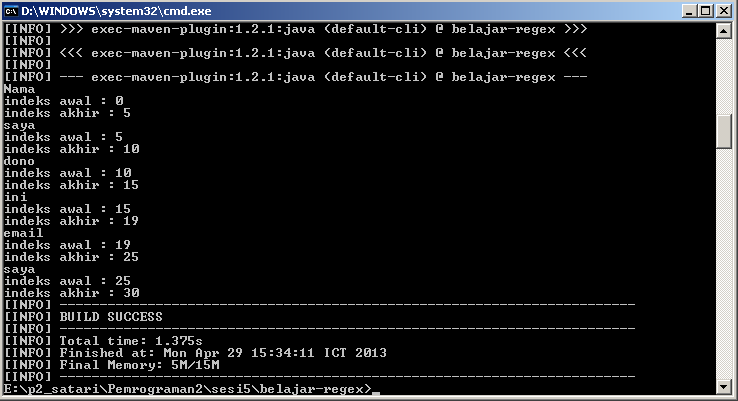 D:\WINDOWS\system32\cmd.exe
[INFO] >>> exec-maven-plugin:1.2.1:java (default-cli) @ belajar-regex >>>
[INFO]
[INFO] <<< exec-maven-plugin:1.2.1:java (default-cli) @ belajar-regex <<<
[INFO]
[INFO]
[INFO] --- exec-maven-plugin:1.2.1:java (default-cli) @ belajar-regex ---
Nama
indeks awal : 0
indeks akhir : 5
saya
indeks awal : 5
indeks akhir : 10
dono
indeks awal : 10
indeks akhir : 15
ini
indeks awal : 15
indeks akhir : 19
email
indeks awal : 19
indeks akhir : 25
saya
indeks awal : 25
indeks akhir : 30
[INFO] ------------------------------------------------------------------------
[INFO] BUILD SUCCESS
[INFO] ------------------------------------------------------------------------
[INFO] Total time: 1.375s
[INFO] Finished at: Mon Apr 29 15:34:11 ICT 2013
[INFO] Final Memory: 5M/15M
[INFO] ------------------------------------------------------------------------
E:\p2_satari\Pemrograman2\sesi5\belajar-regex>_